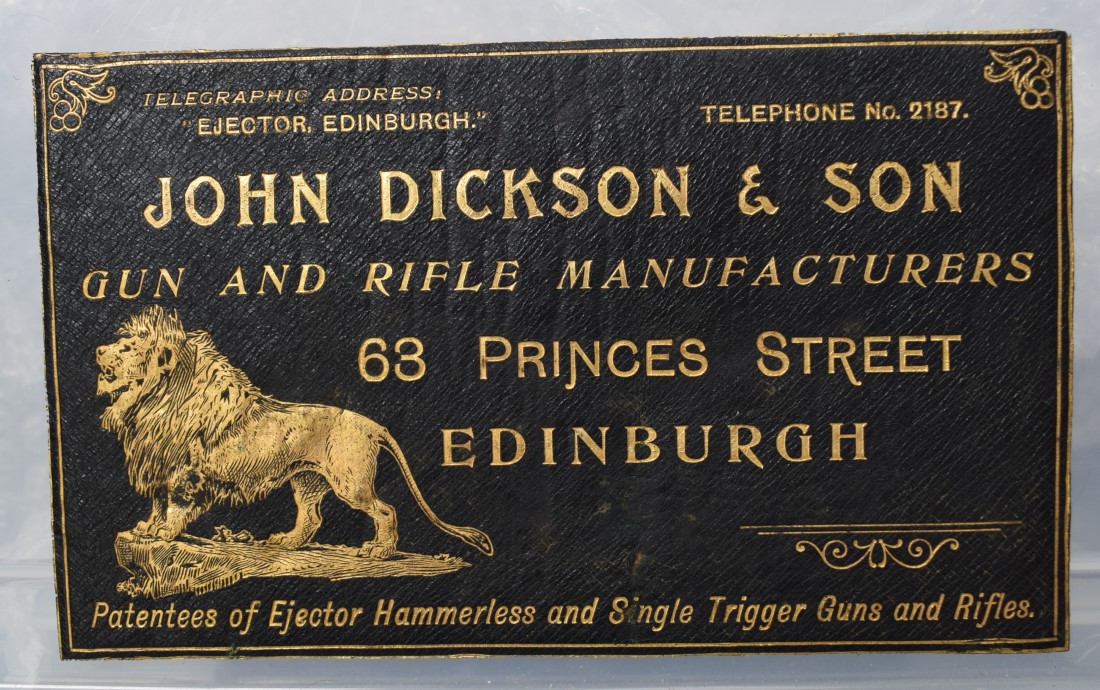 TELEGRAPHIC ADDRESS:
"EJECTOR, EDINBURGH."
TELEPHONE No. 2187.
JOHN DICKSON & SON
GUN AND RIFLE MANUFACTURERS
63 PRINCES STREET
EDINBURGH
Patentees of Ejector Hammerless and Single Trigger Guns and Rifles.